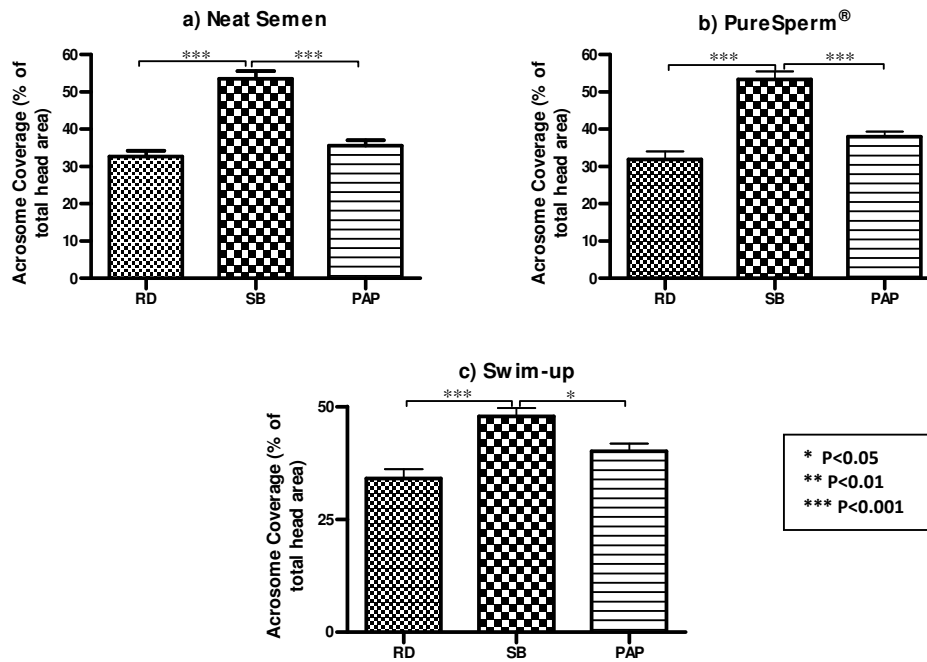 a) Neat Semen
Acrosome Coverage (% of
total head area)
60
50
40
30
20
10
0
***
***
RD
SB
PAP
b) PureSperm®
Acrosome Coverage (% of
total head area)
60
50
40
30
20
10
0
***
***
RD
SB
PAP
c) Swim-up
Acrosome Coverage (% of
total head area)
50
25
0
***
*
RD
SB
PAP
* P<0.05
** P<0.01
*** P<0.001